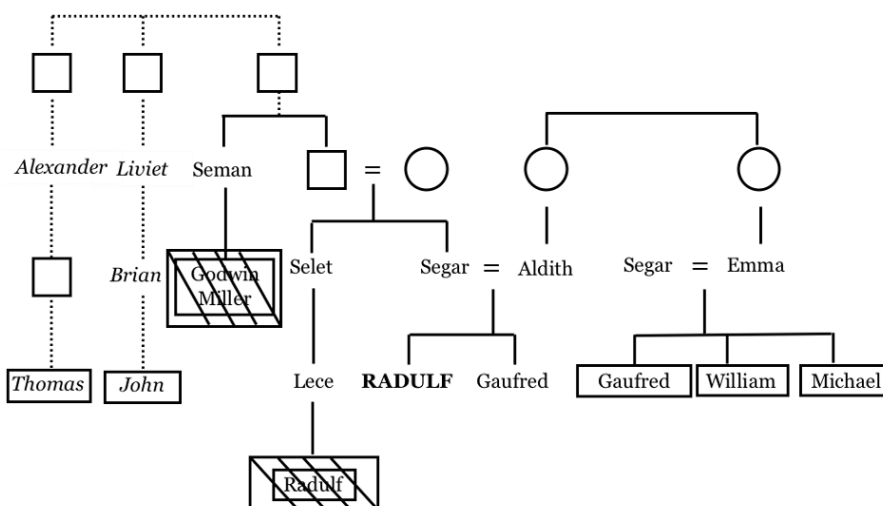 Alexander Liviet Seman =
Godwin Selet Segar = Aldith Segar = Emma
Brian Miller
Thomas John Lece RADULF Gaufred Gaufred William Michael
Radulf